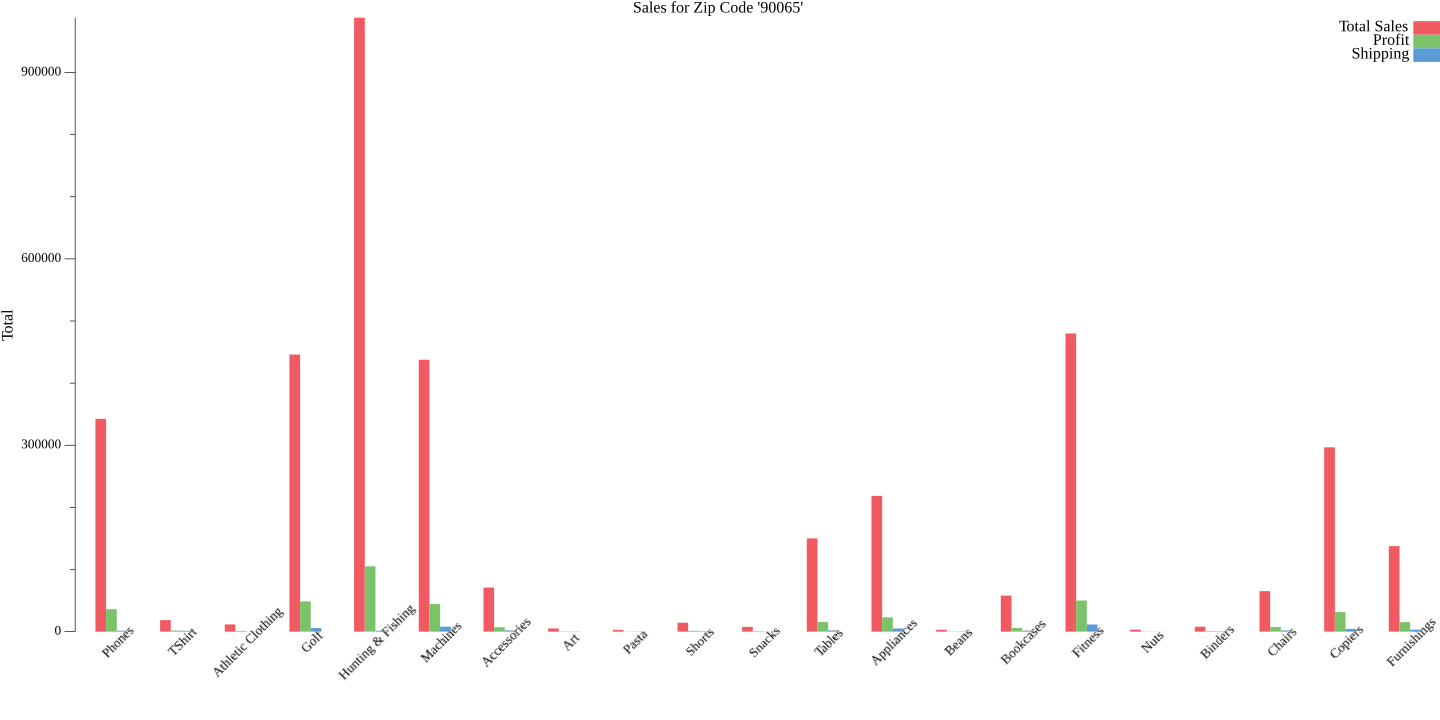 Sales for Zip Code '90065'
Total Sales
Profit
Shipping
900000
600000
300000
0
Total
Phones
TShirt
Athletic Clothing
Golf
Hunting & Fishing
Machines
Accessories
Art
Pasta
Shorts
Snacks
Tables
Appliances
Beans
Bookcases
Fitness
Nuts
Binders
Chairs
Copiers
Furnishings